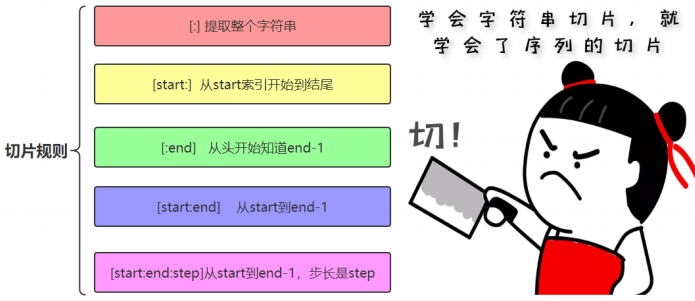 切片规则
[:] 提取整个字符串
[start:] 从start索引开始到结尾
[:end] 从头开始知道end-1
[start:end] 从start到end-1
[start:end:step]从start到end-1，步长是step
学会字符串切片，就
学会了序列的切片
切！